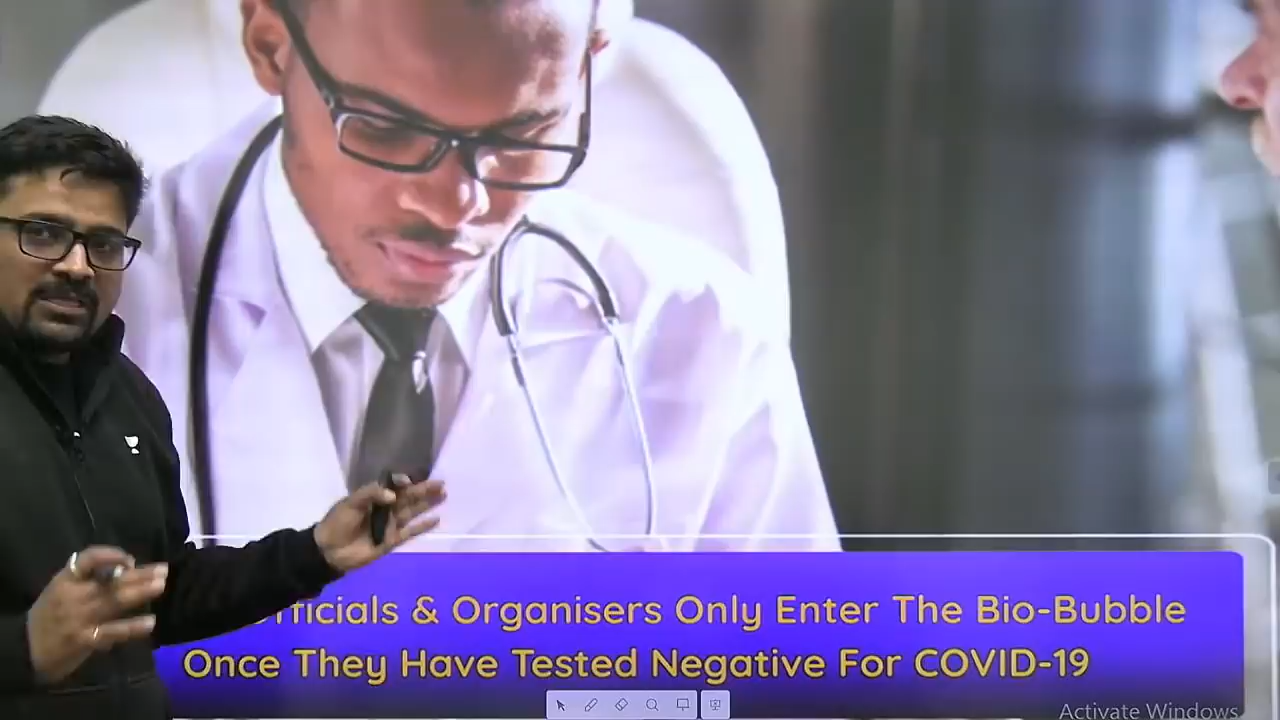 & Organisers Only Enter The Bio-Bubble
Once They Have Tested Negative For COVID-19
Activate Windows